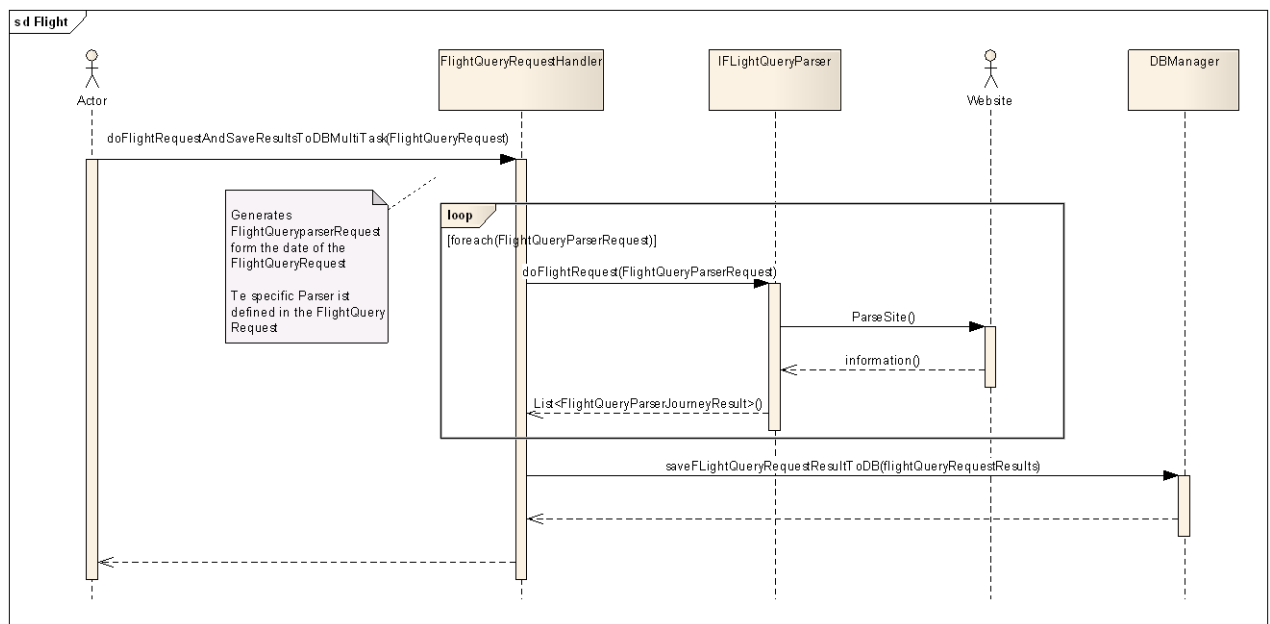 sd Flight
Actor
FlightQueryRequestHandler
IFLightQueryParser
Website
DBManager
doFlightRequestAndSaveResultsToDBMultiTask(FlightQueryRequest)
Generates
FlightQueryparserRequest
form the date of the
FlightQueryRequest
Te specific Parser ist
defined in the FlightQuery
Request
loop
[foreach(FlightQueryParserRequest)]
doFlightRequest(FlightQueryParserRequest)
ParseSite()
information()
List<FlightQueryParserJourneyResult>()
saveFLightQueryRequestResultToDB(flightQueryRequestResults)